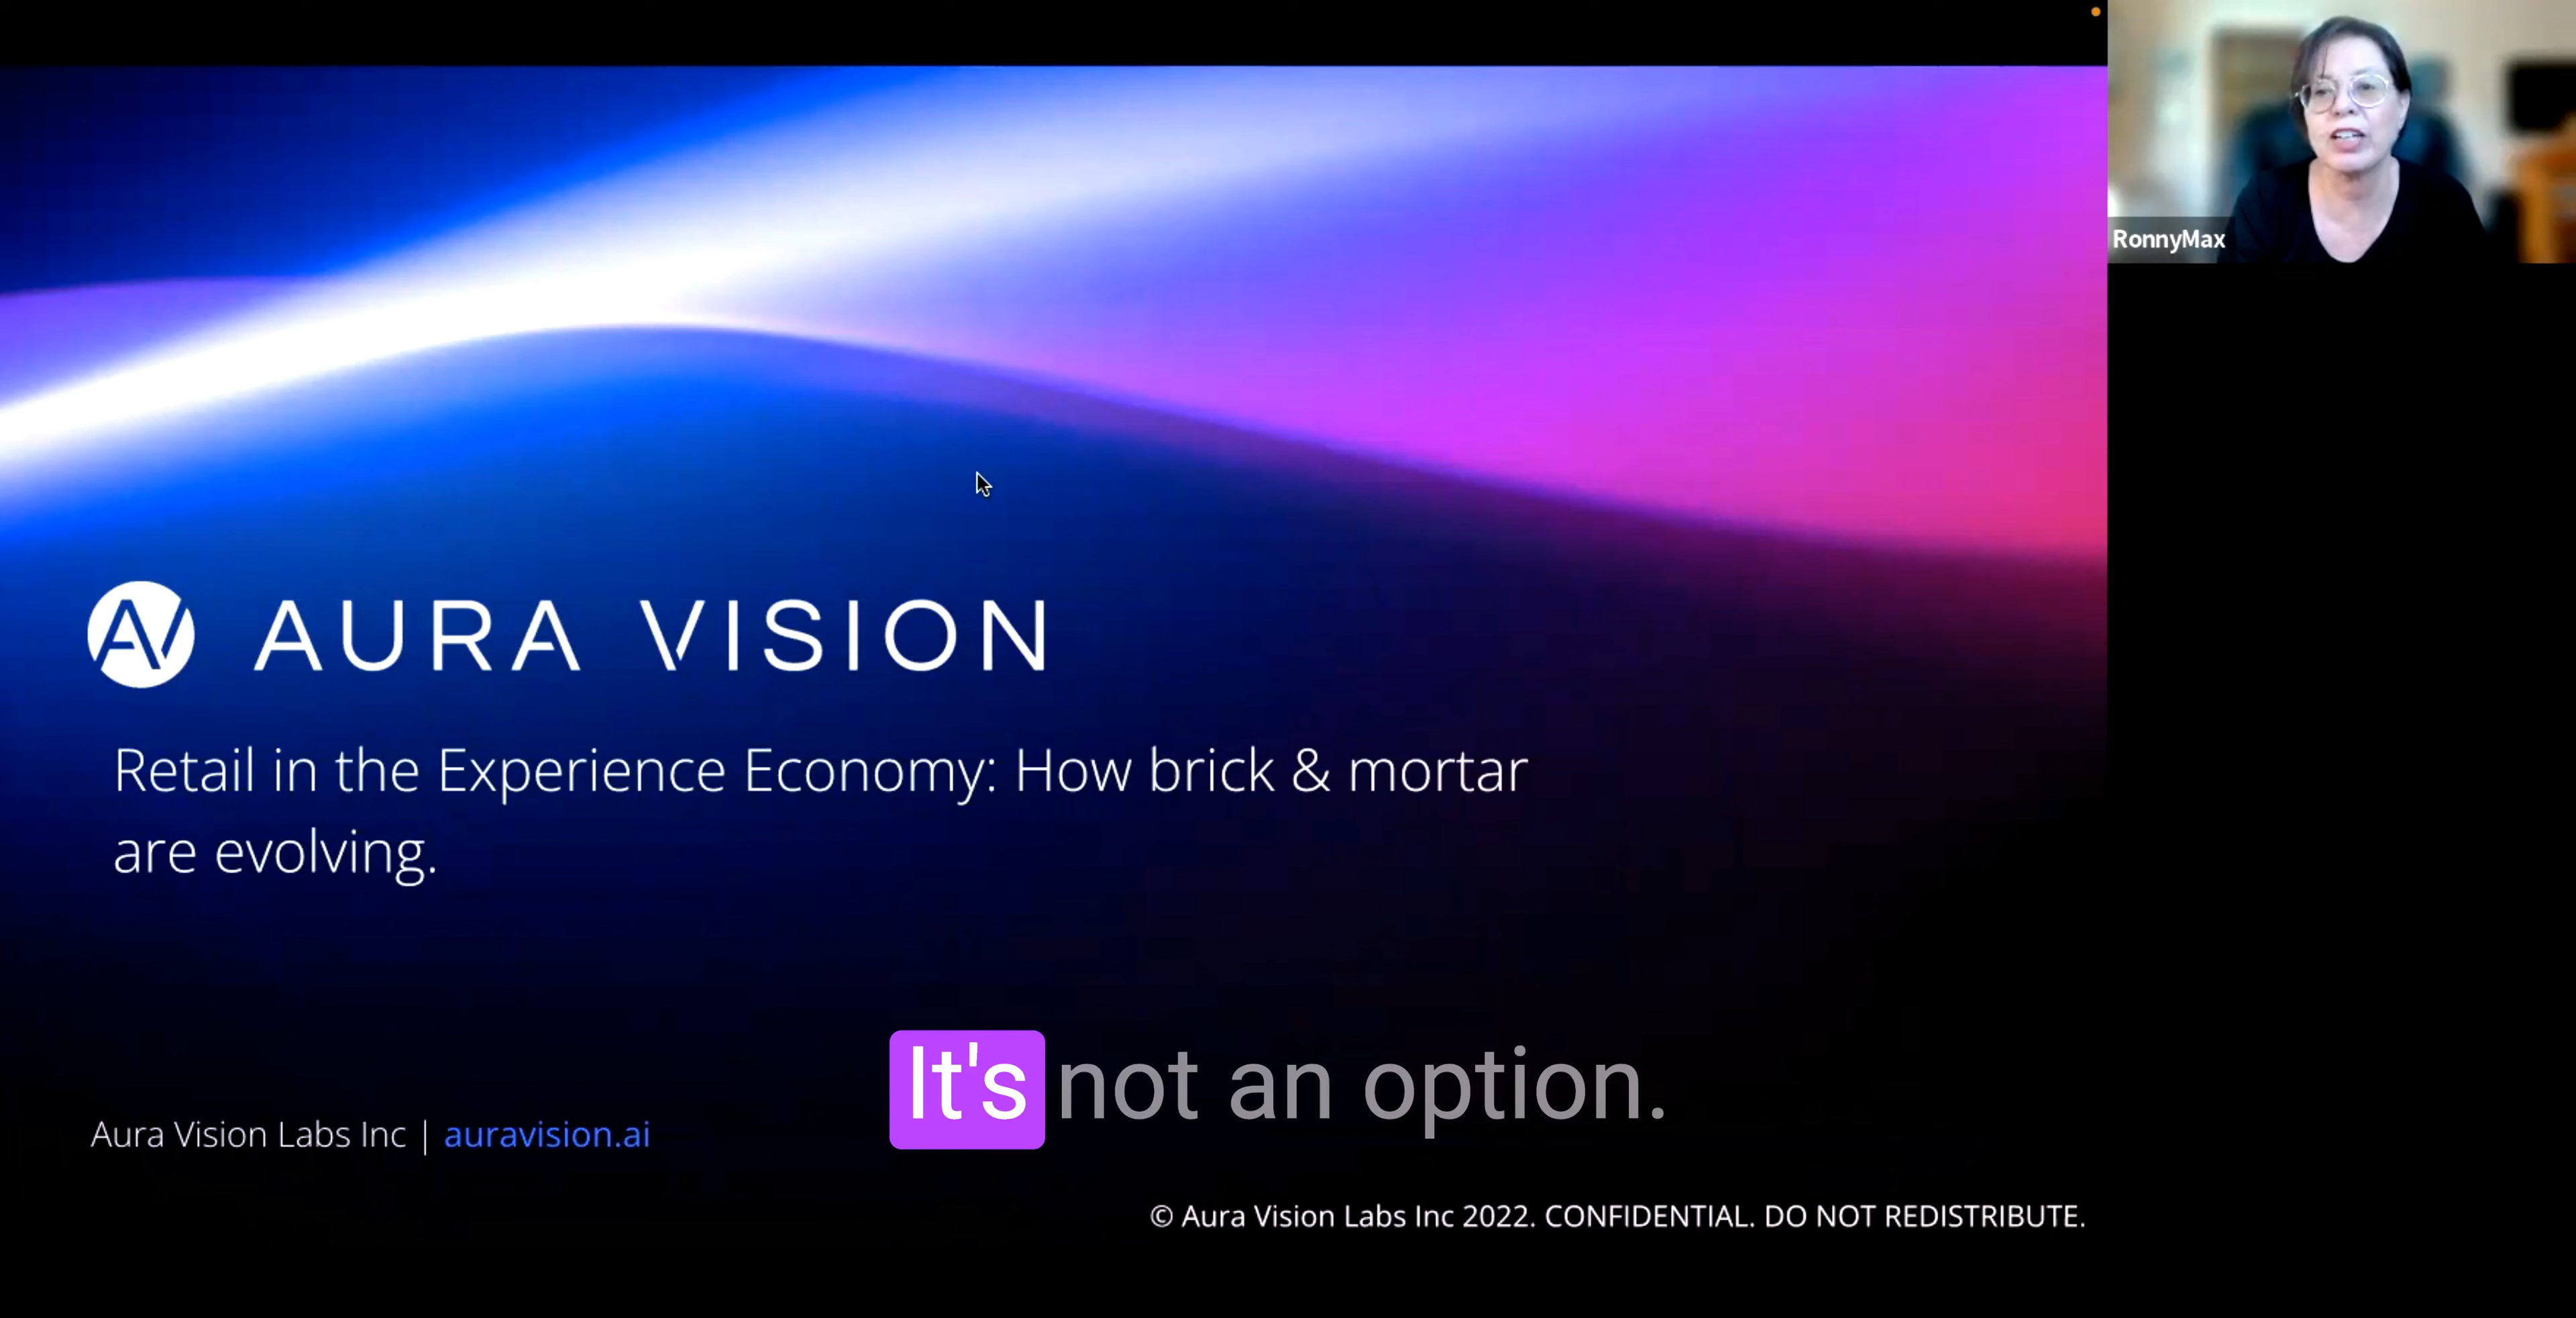 RonnyMax
AV AURA VISION
Retail in the Experience Economy: How brick & mortar
are evolving.
It's not an option.
Aura Vision Labs Inc | auravision.ai
© Aura Vision Labs Inc 2022. CONFIDENTIAL. DO NOT REDISTRIBUTE.